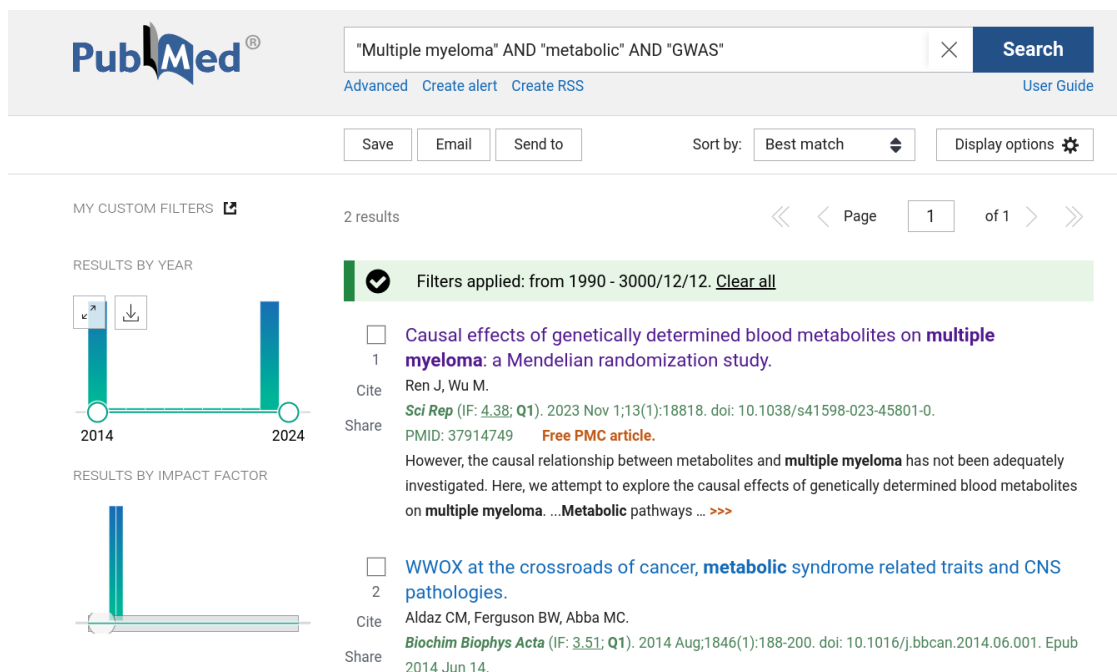 PubMed®
"Multiple myeloma" AND "metabolic" AND "GWAS"
Search
Advanced Create alert Create RSS
User Guide
Save Email Send to
Sort by: Best match
Display options
MY CUSTOM FILTERS
2 results
Page 1 of 1
RESULTS BY YEAR
2014 2024
RESULTS BY IMPACT FACTOR
Filters applied: from 1990 - 3000/12/12. Clear all
1
Cite
Share
Causal effects of genetically determined blood metabolites on multiple
myeloma: a Mendelian randomization study.
Ren J, Wu M.
Sci Rep (IF: 4.38; Q1). 2023 Nov 1;13(1):18818. doi: 10.1038/s41598-023-45801-0.
PMID: 37914749 Free PMC article.
However, the causal relationship between metabolites and multiple myeloma has not been adequately
investigated. Here, we attempt to explore the causal effects of genetically determined blood metabolites
on multiple myeloma. ...Metabolic pathways … >>>
2
Cite
Share
WWOX at the crossroads of cancer, metabolic syndrome related traits and CNS
pathologies.
Aldaz CM, Ferguson BW, Abba MC.
Biochim Biophys Acta (IF: 3.51; Q1). 2014 Aug;1846(1):188-200. doi: 10.1016/j.bbcan.2014.06.001. Epub
2014 Jun 14.